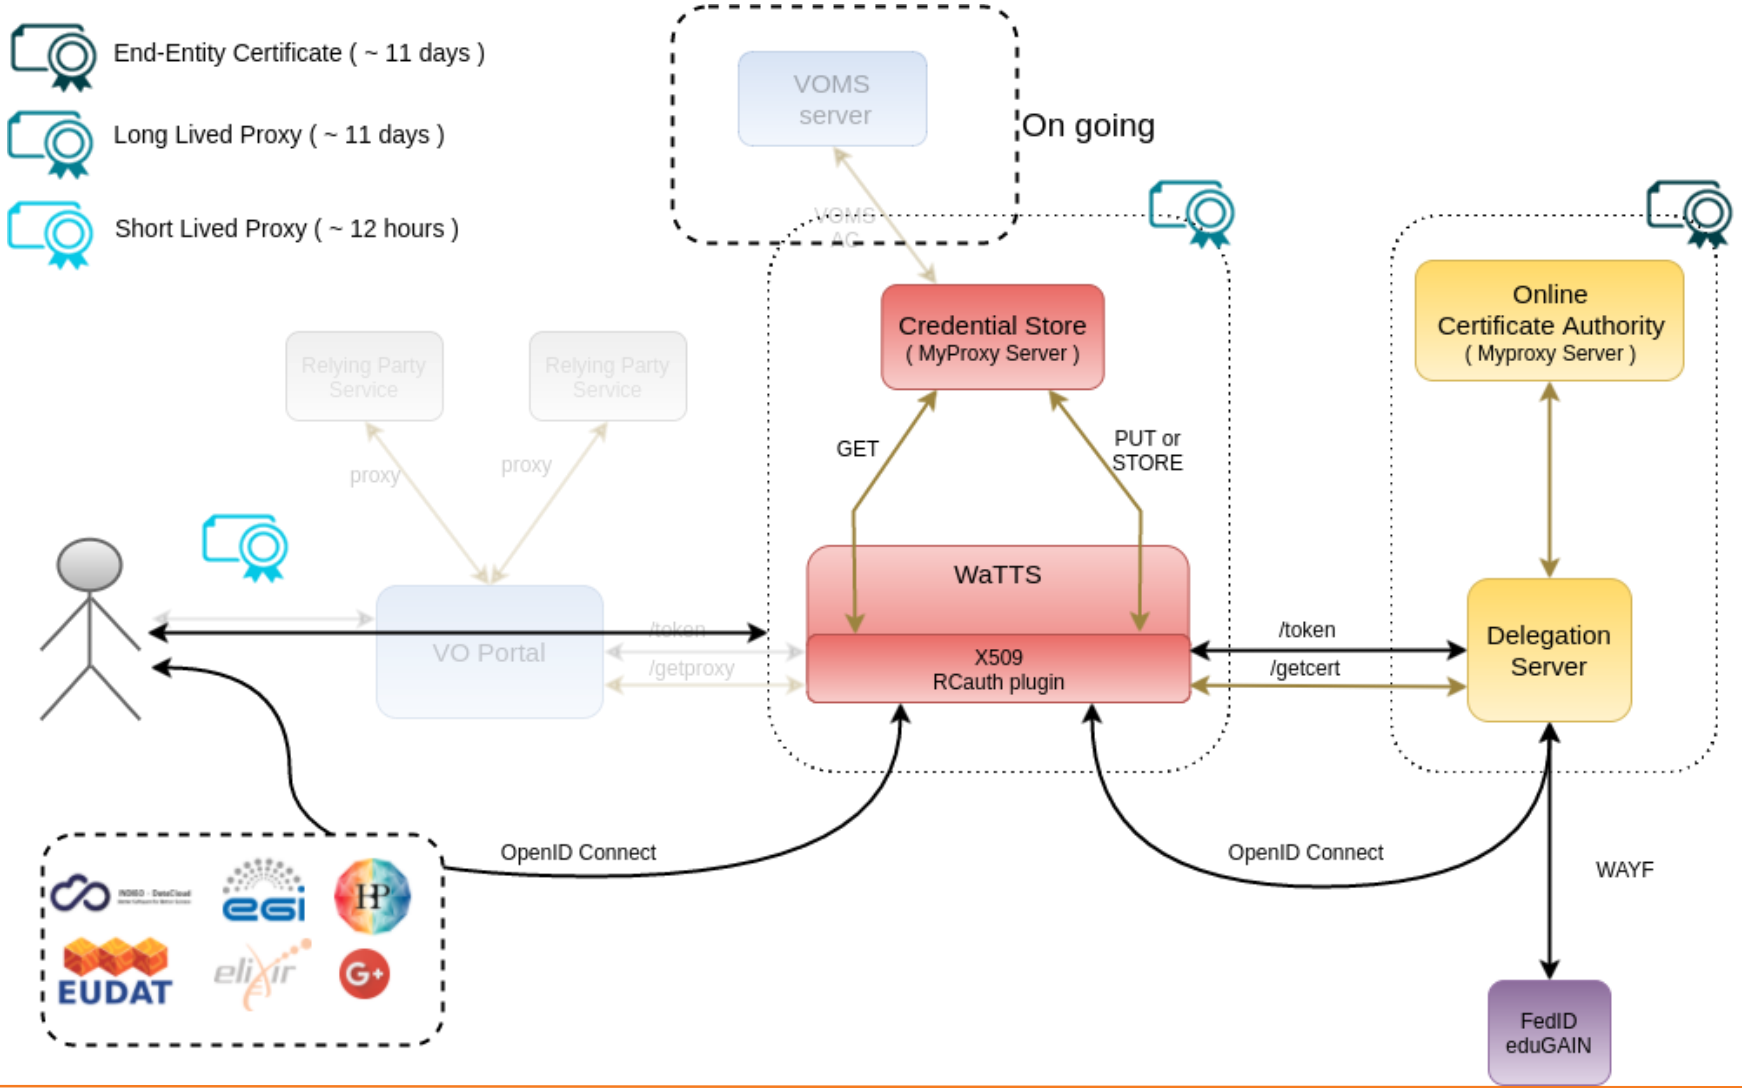 End-Entity Certificate ( ~ 11 days )
Long Lived Proxy ( ~ 11 days )
Short Lived Proxy ( ~ 12 hours )
VOMS
server
On going
VOMS
AC
Credential Store
( MyProxy Server )
Online
Certificate Authority
( Myproxy Server )
Relying Party
Service
Relying Party
Service
proxy
proxy
GET
PUT or
STORE
WaTTS
X509
RCauth plugin
VO Portal
/token
/getproxy
/token
/getcert
Delegation
Server
OpenID Connect
OpenID Connect
WAYF
INDIGO - DataCloud
egi
HP
EUDAT
elixir
G+
FedID
eduGAIN